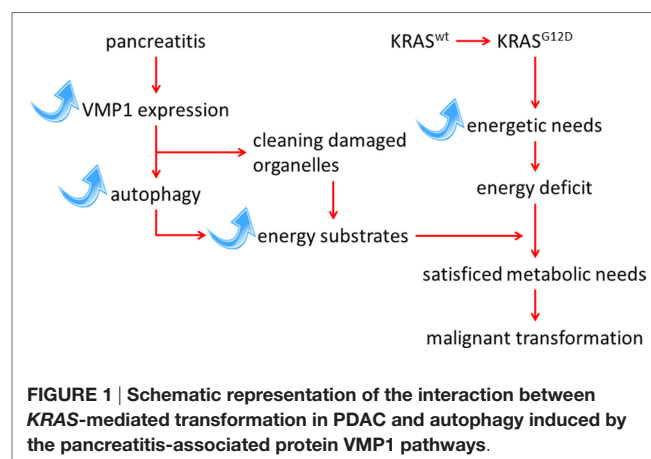 pancreatitis
KRASwt KRASG12D
VMP1 expression
energetic needs
cleaning damaged
organelles
autophagy
energy deficit
energy substrates
satisficed metabolic needs
malignant transformation
FIGURE 1 | Schematic representation of the interaction between
KRAS-mediated transformation in PDAC and autophagy induced by
the pancreatitis-associated protein VMP1 pathways.